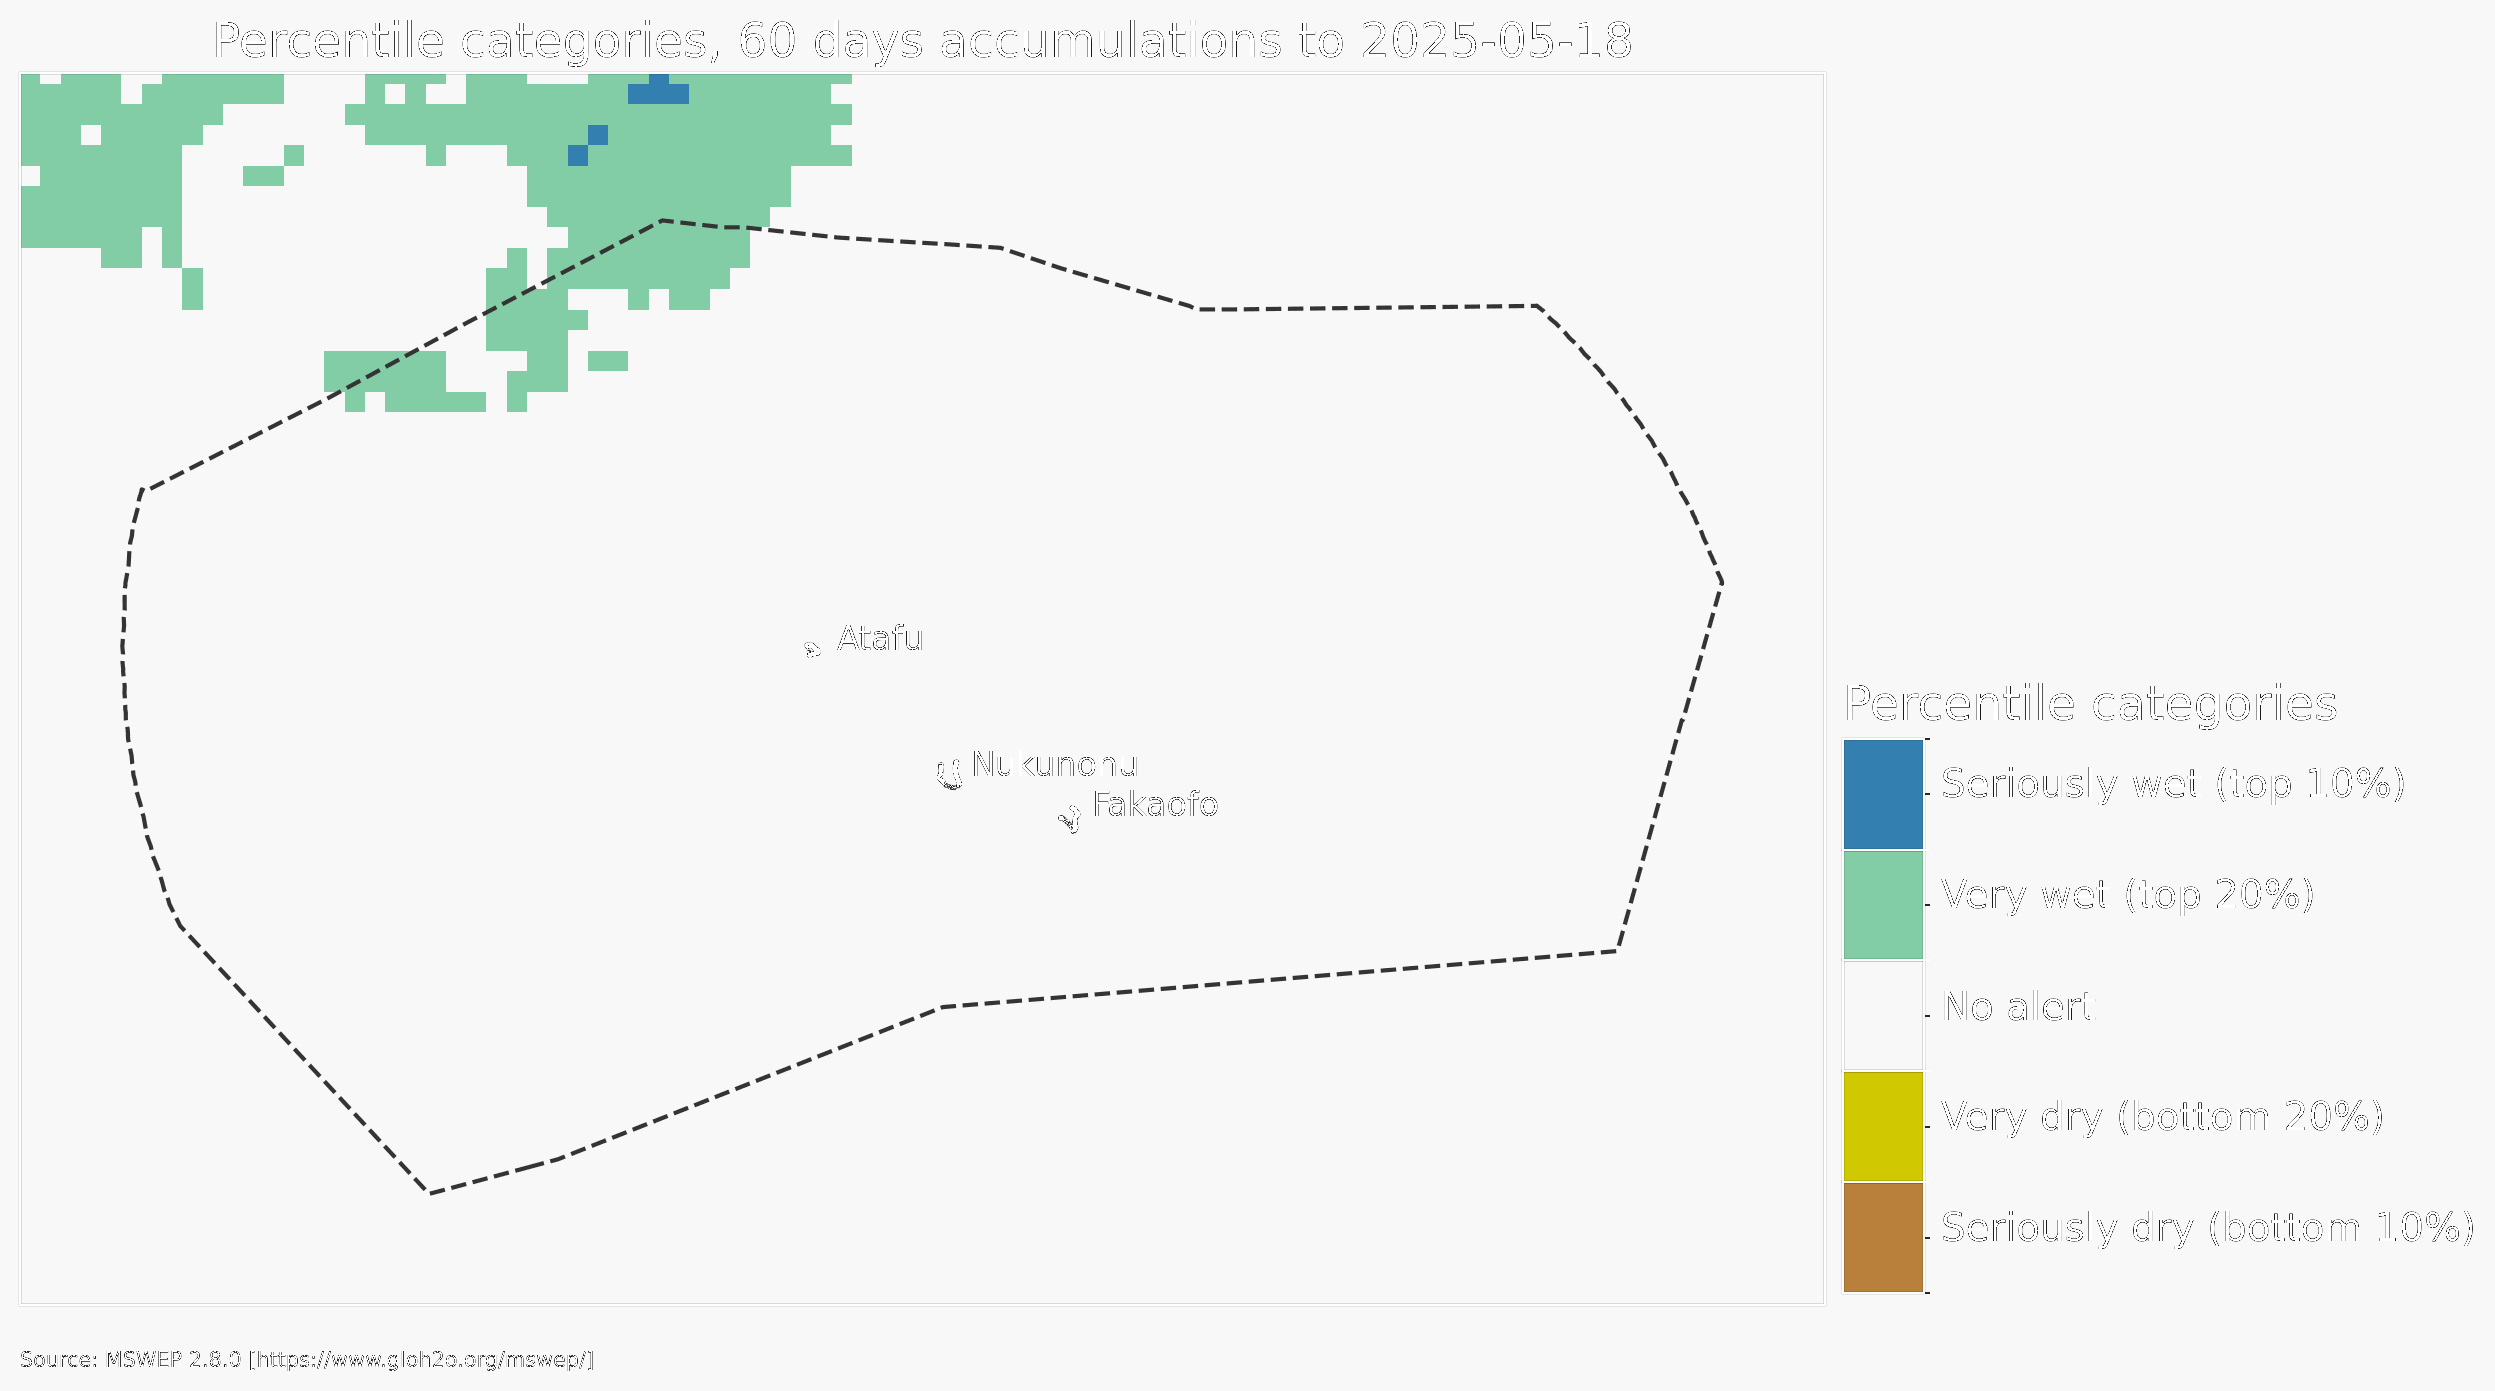 Percentile categories, 60 days accumulations to 2025-05-18
Atafu
Nukunonu
Fakaofo
Percentile categories
Seriously wet (top 10%)
Very wet (top 20%)
No alert
Very dry (bottom 20%)
Seriously dry (bottom 10%)
Source: MSWEP 2.8.0 [https://www.gloh2o.org/mswep/]